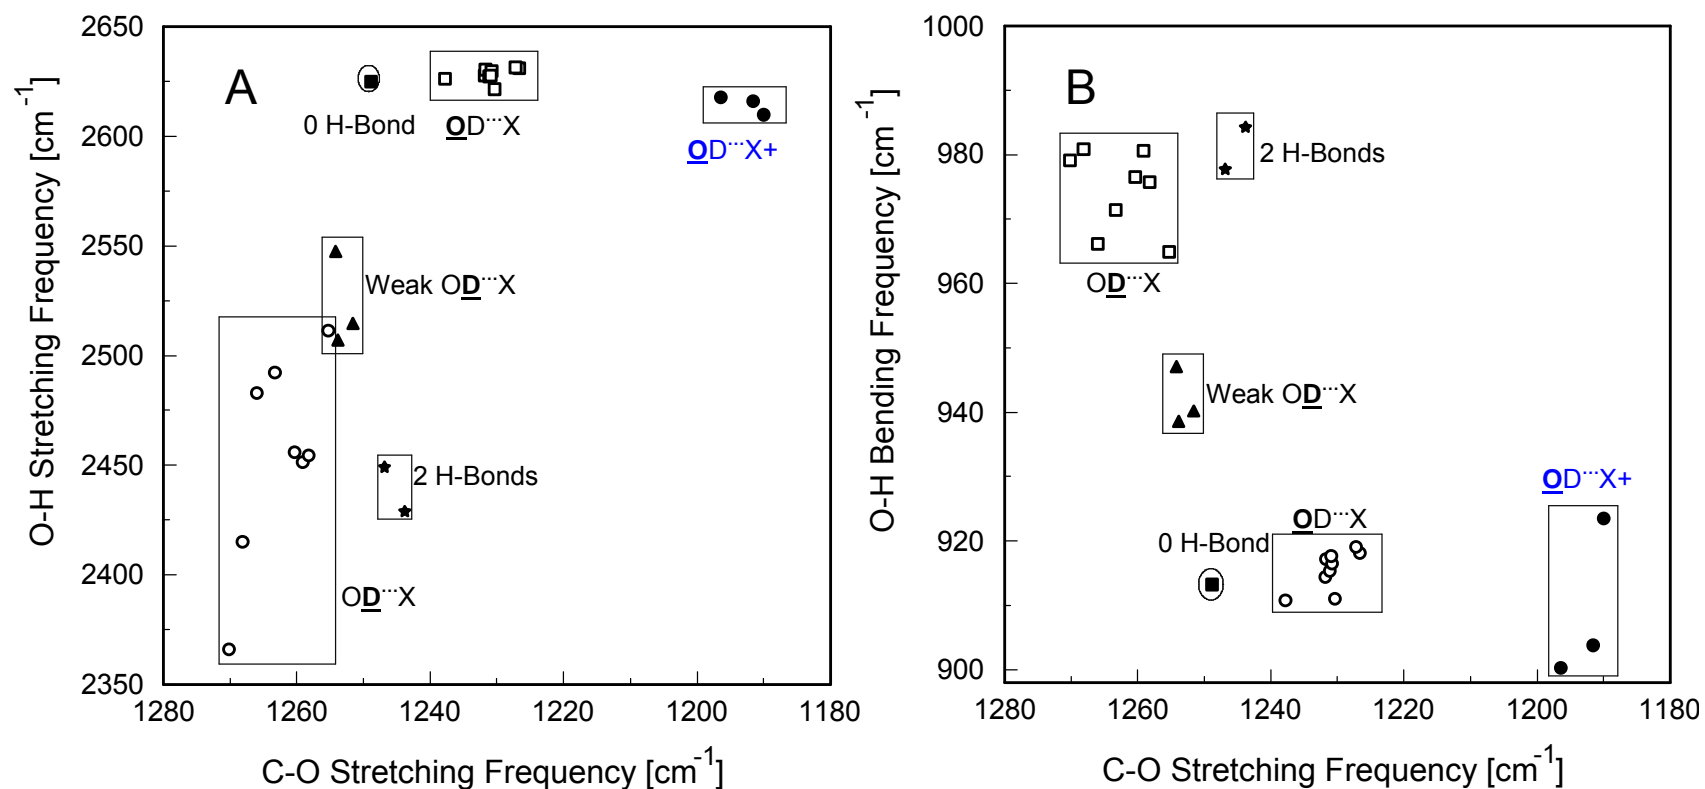 A
O-H Stretching Frequency [cm⁻¹]
2650
2600
2550
2500
2450
2400
2350
0 H-Bond
OD···X
OD···X+
Weak OD···X
2 H-Bonds
OD···X
1280 1260 1240 1220 1200 1180
C-O Stretching Frequency [cm⁻¹]
B
O-H Bending Frequency [cm⁻¹]
1000
980
960
940
920
900
2 H-Bonds
OD···X
Weak OD···X
OD···X+
OD···X
0 H-Bond
1280 1260 1240 1220 1200 1180
C-O Stretching Frequency [cm⁻¹]